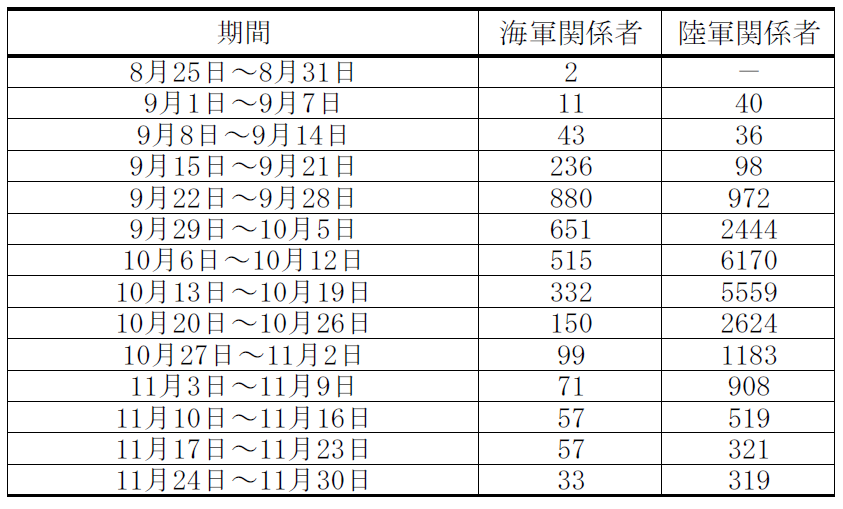 期間 海軍関係者 陸軍関係者
8月25日～8月31日 2 ―
9月1日～9月7日 11 40
9月8日～9月14日 43 36
9月15日～9月21日 236 98
9月22日～9月28日 880 972
9月29日～10月5日 651 2444
10月6日～10月12日 515 6170
10月13日～10月19日 332 5559
10月20日～10月26日 150 2624
10月27日～11月2日 99 1183
11月3日～11月9日 71 908
11月10日～11月16日 57 519
11月17日～11月23日 57 321
11月24日～11月30日 33 319